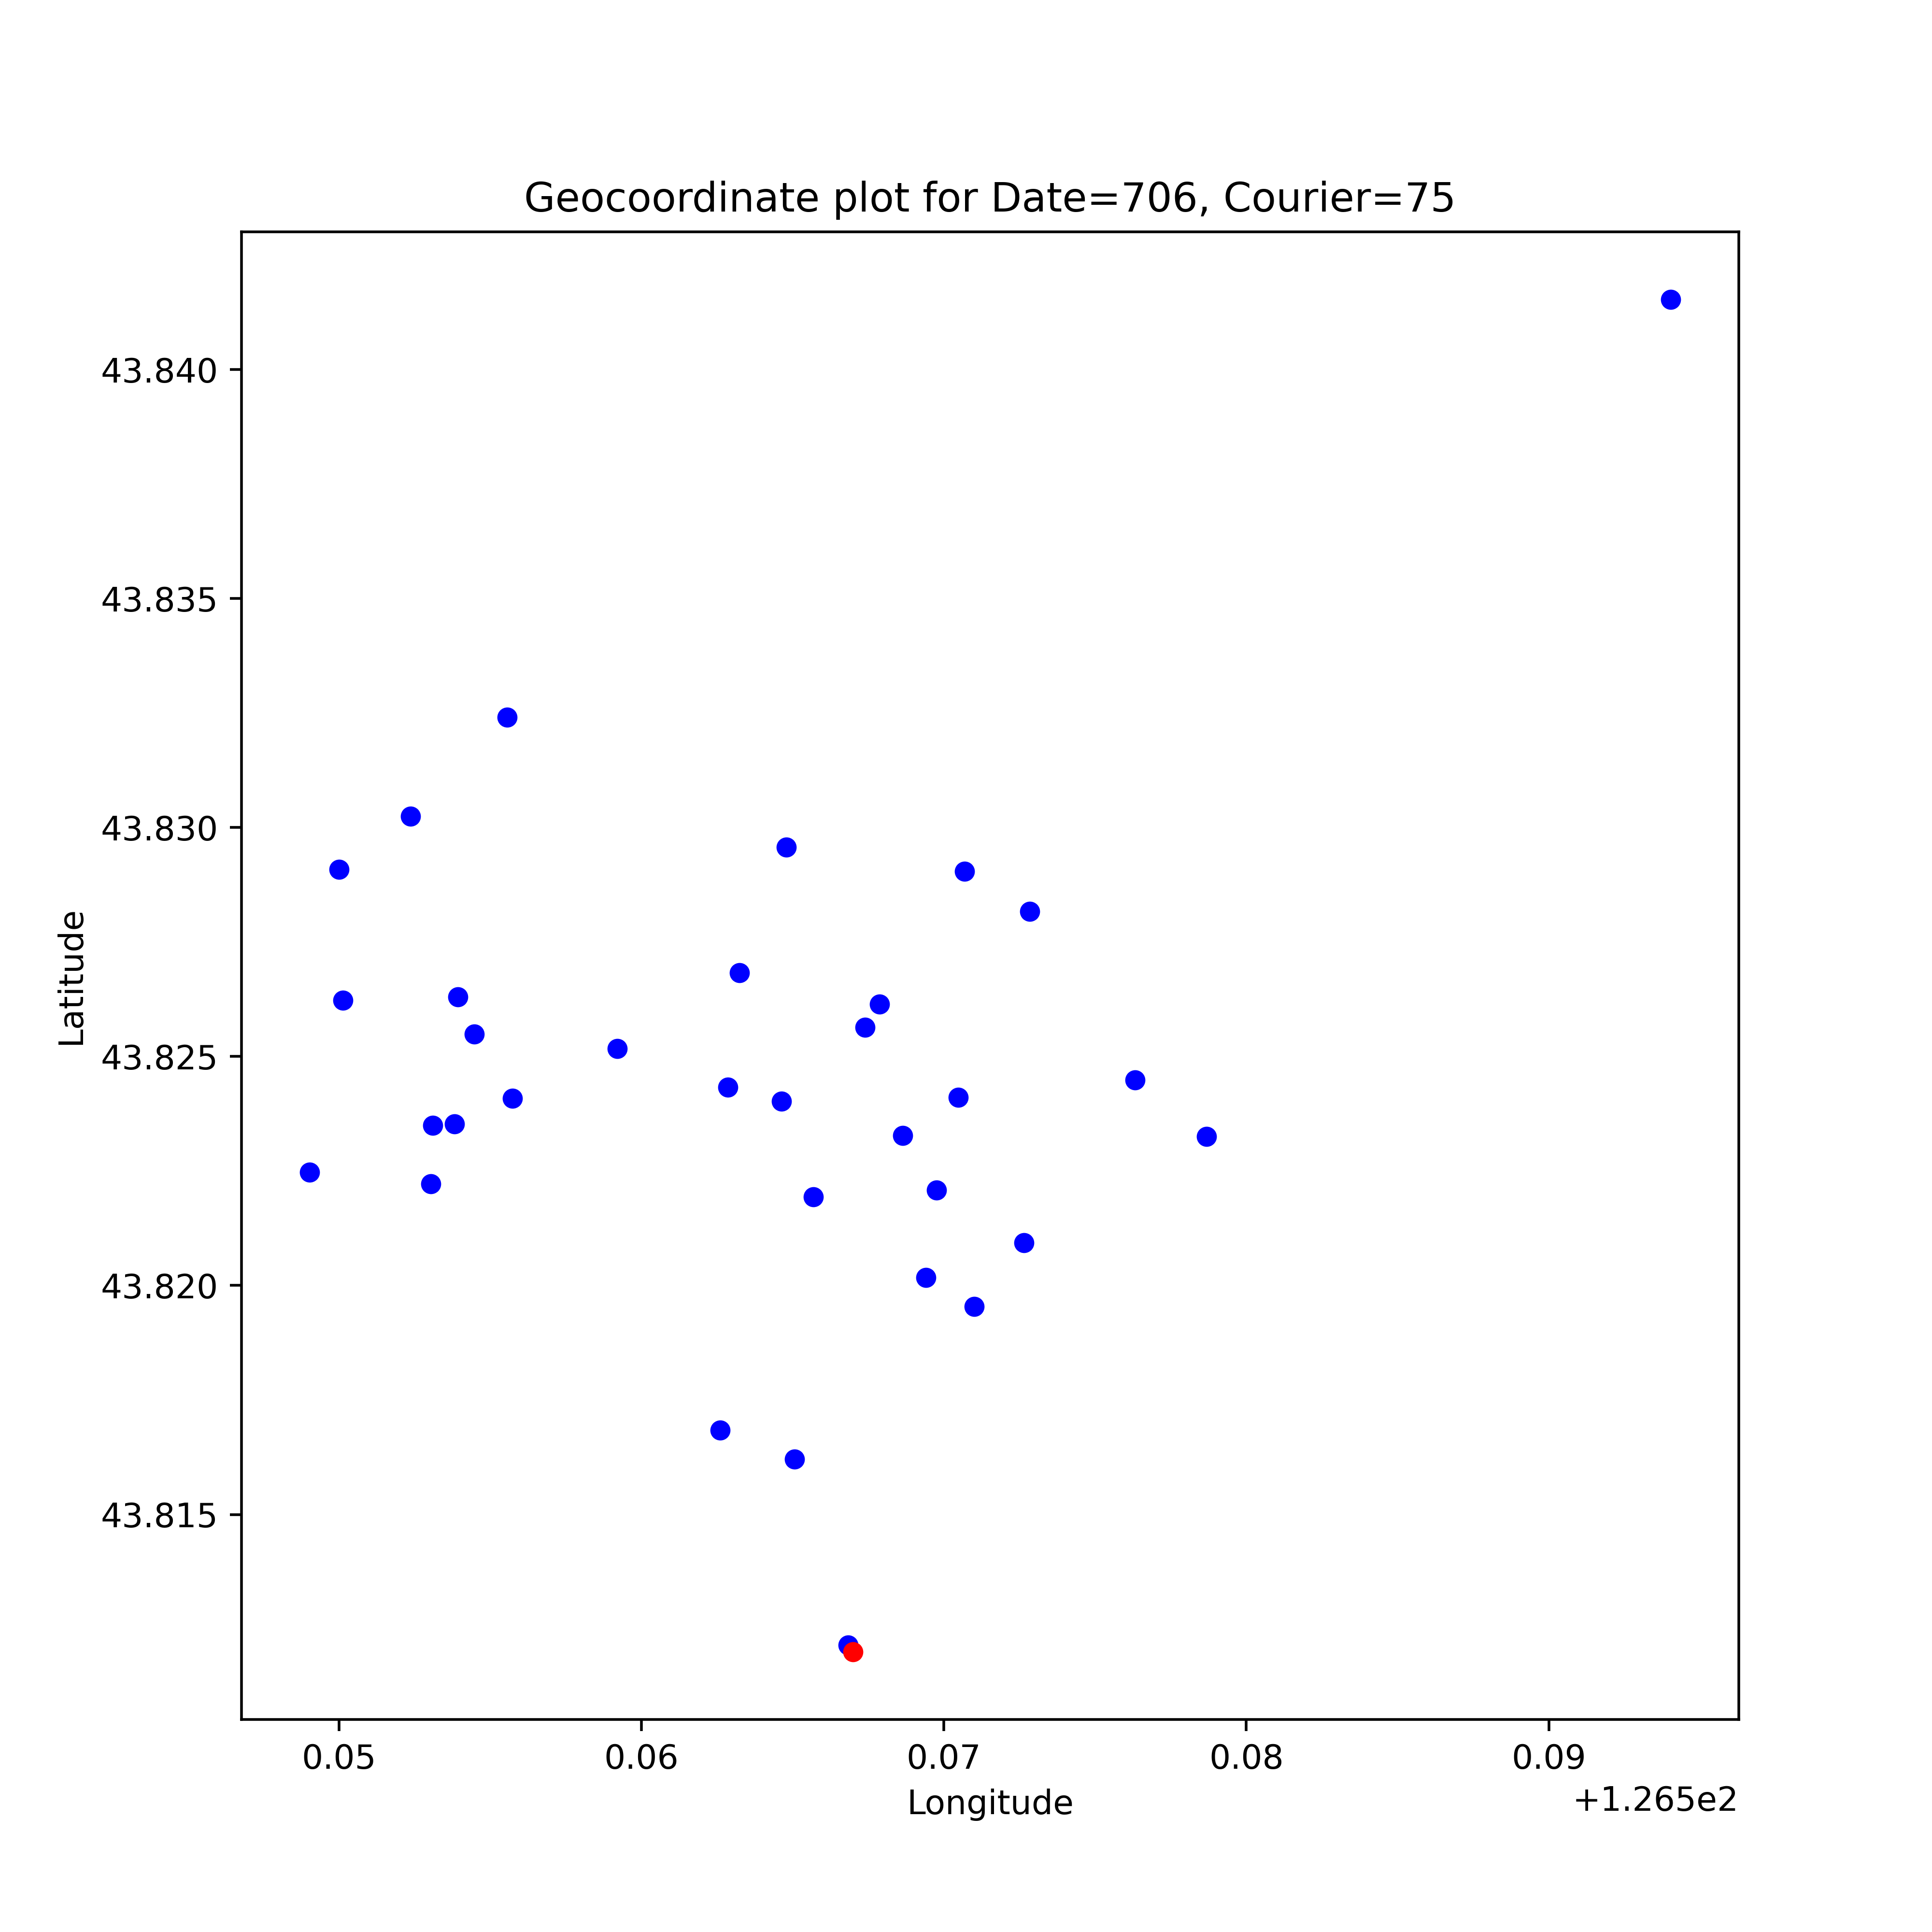 Geocoordinate plot for Date=706, Courier=75
43.840
43.835
43.830
43.825
43.820
43.815
Latitude
0.05 0.06 0.07 0.08 0.09
Longitude
+1.265e2